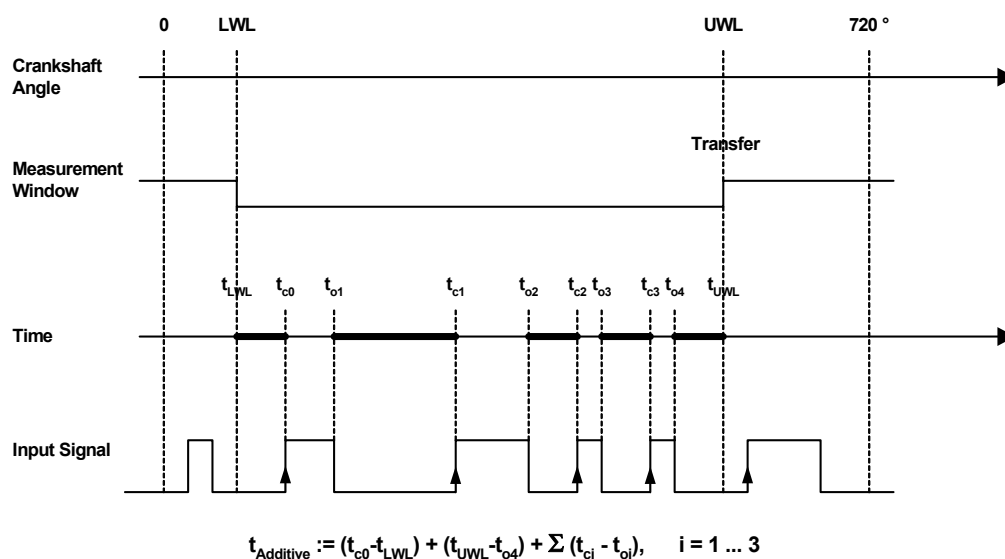 0 LWL UWL 720 °
Crankshaft
Angle
Transfer
Measurement
Window
t_LWL t_c0 t_o1 t_c1 t_o2 t_c2 t_o3 t_c3 t_o4 t_UWL
Time
Input Signal
t_Additive := (t_c0-t_LWL) + (t_UWL-t_o4) + Σ (t_ci - t_oi), i = 1 ... 3